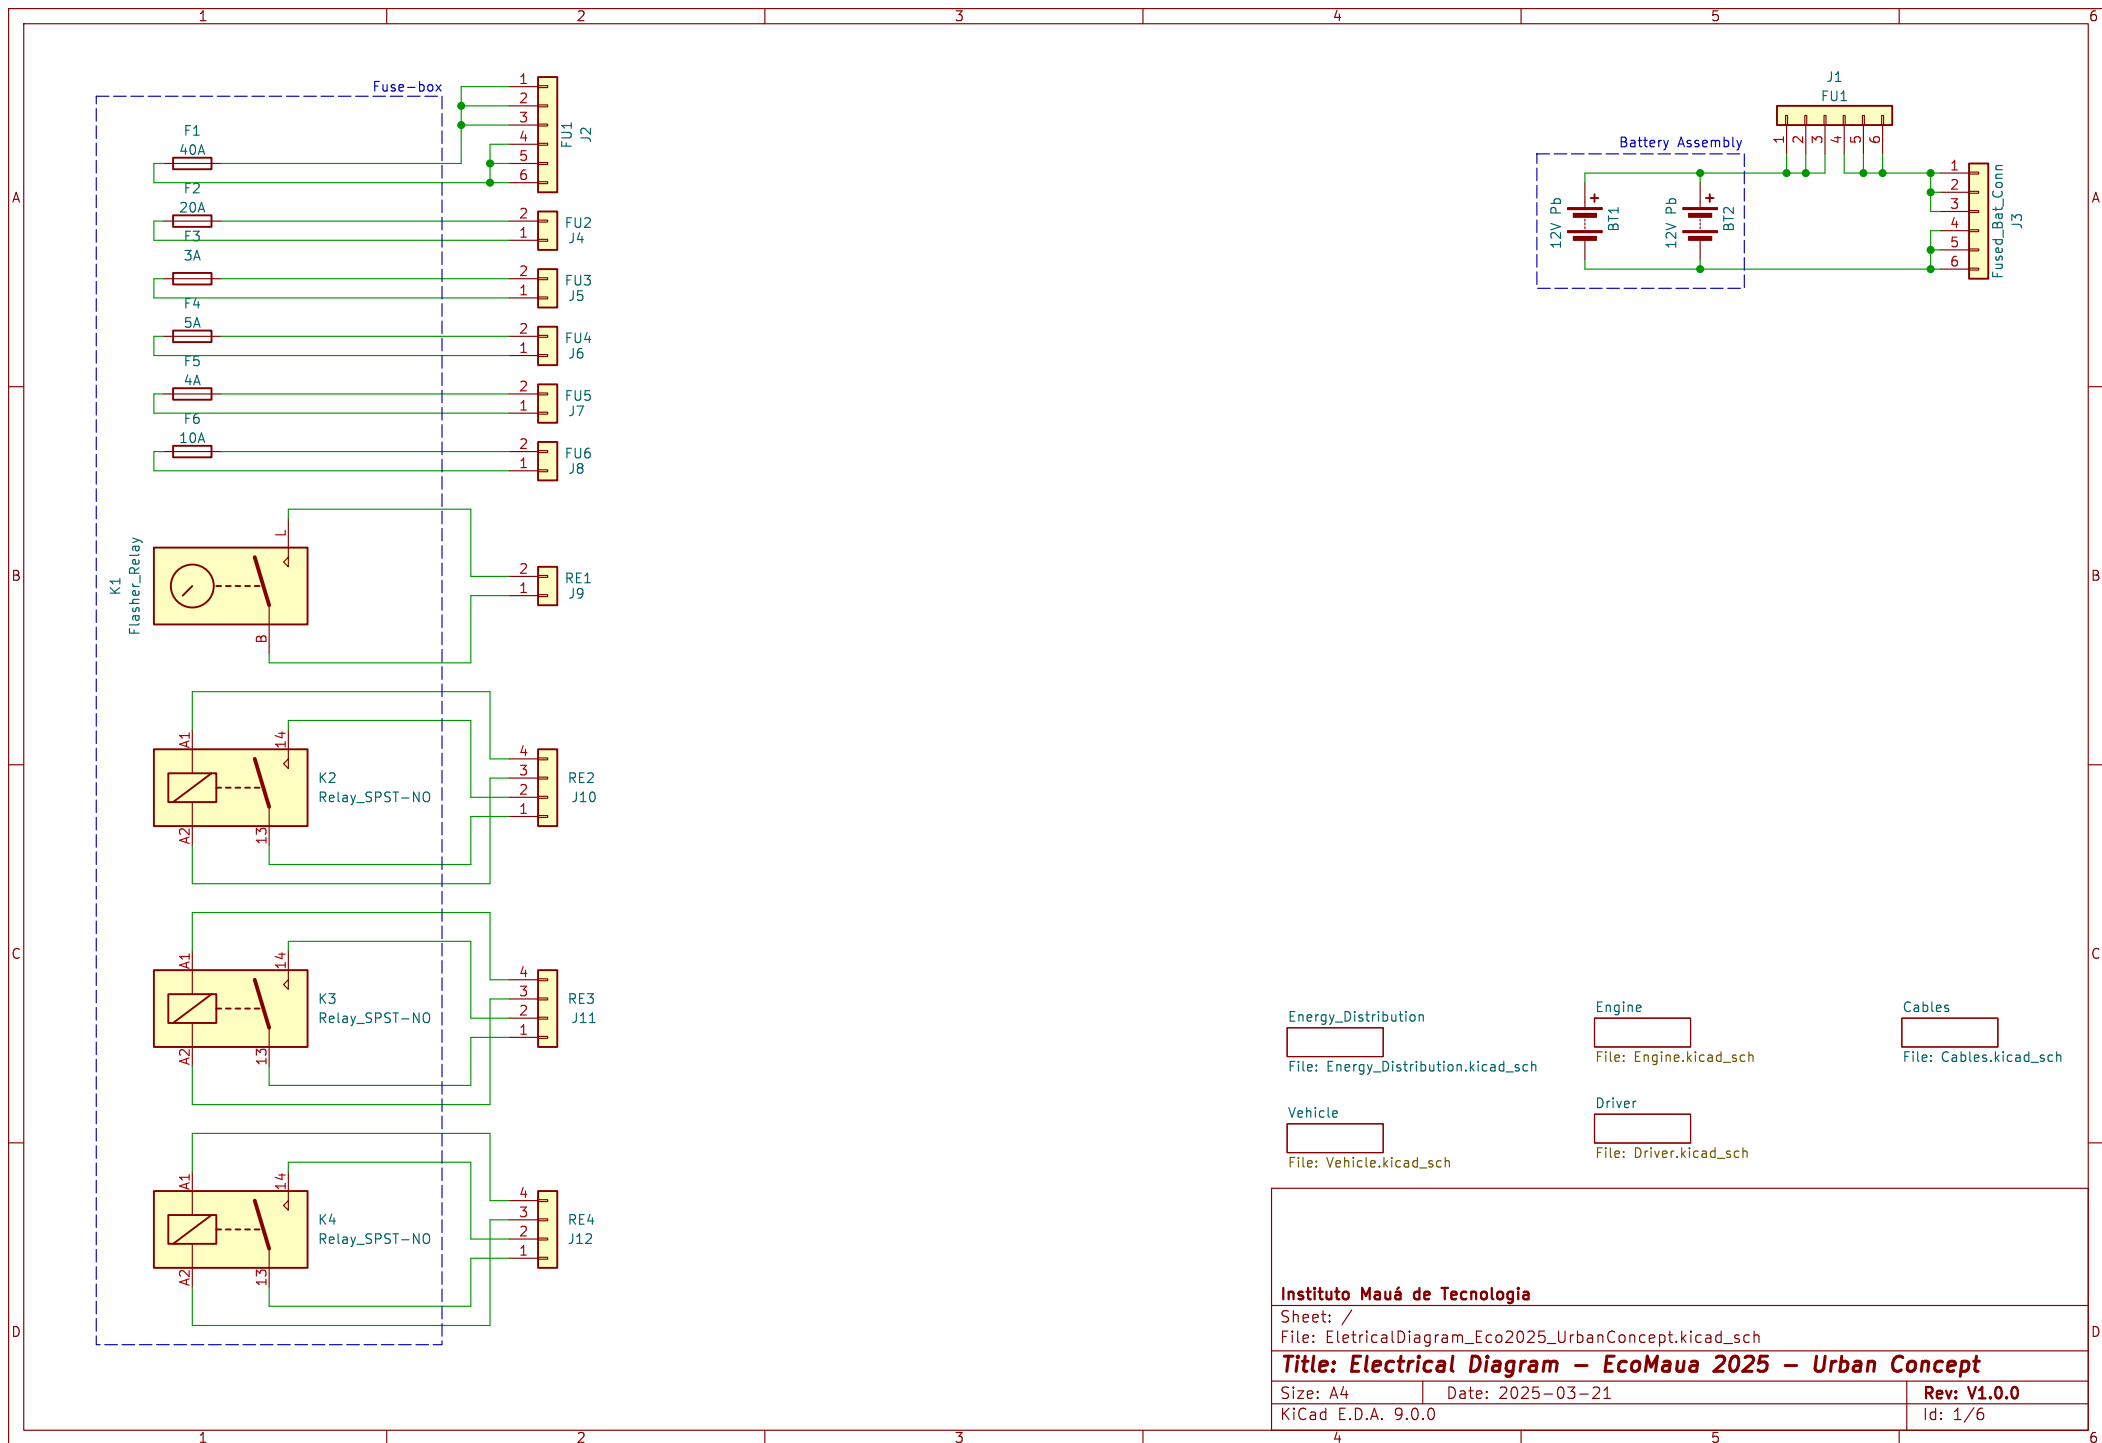 1 2 3 4 5 6
A
B
C
D
A
B
C
D
1 2 3 4 5 6
Fuse-box
F1
40A
F2
20A
F3
3A
F4
5A
F5
4A
F6
10A
1
2
3
4
5
6
FU1
J2
2
1
FU2
J4
2
1
FU3
J5
2
1
FU4
J6
2
1
FU5
J7
2
1
FU6
J8
K1
Flasher_Relay
L
B
2
1
RE1
J9
A1
14
A2
13
K2
Relay_SPST-NO
4
3
2
1
RE2
J10
A1
14
A2
13
K3
Relay_SPST-NO
4
3
2
1
RE3
J11
A1
14
A2
13
K4
Relay_SPST-NO
4
3
2
1
RE4
J12
J1
FU1
1 2 3 4 5 6
Battery Assembly
12V Pb
+
BT1
12V Pb
+
BT2
1
2
3
4
5
6
Fused_Bat_Conn
J3
Energy_Distribution
File: Energy_Distribution.kicad_sch
Engine
File: Engine.kicad_sch
Cables
File: Cables.kicad_sch
Vehicle
File: Vehicle.kicad_sch
Driver
File: Driver.kicad_sch
Instituto Mauá de Tecnologia
Sheet: /
File: EletricalDiagram_Eco2025_UrbanConcept.kicad_sch
Title: Electrical Diagram – EcoMaua 2025 – Urban Concept
Size: A4 Date: 2025-03-21 Rev: V1.0.0
KiCad E.D.A. 9.0.0 Id: 1/6